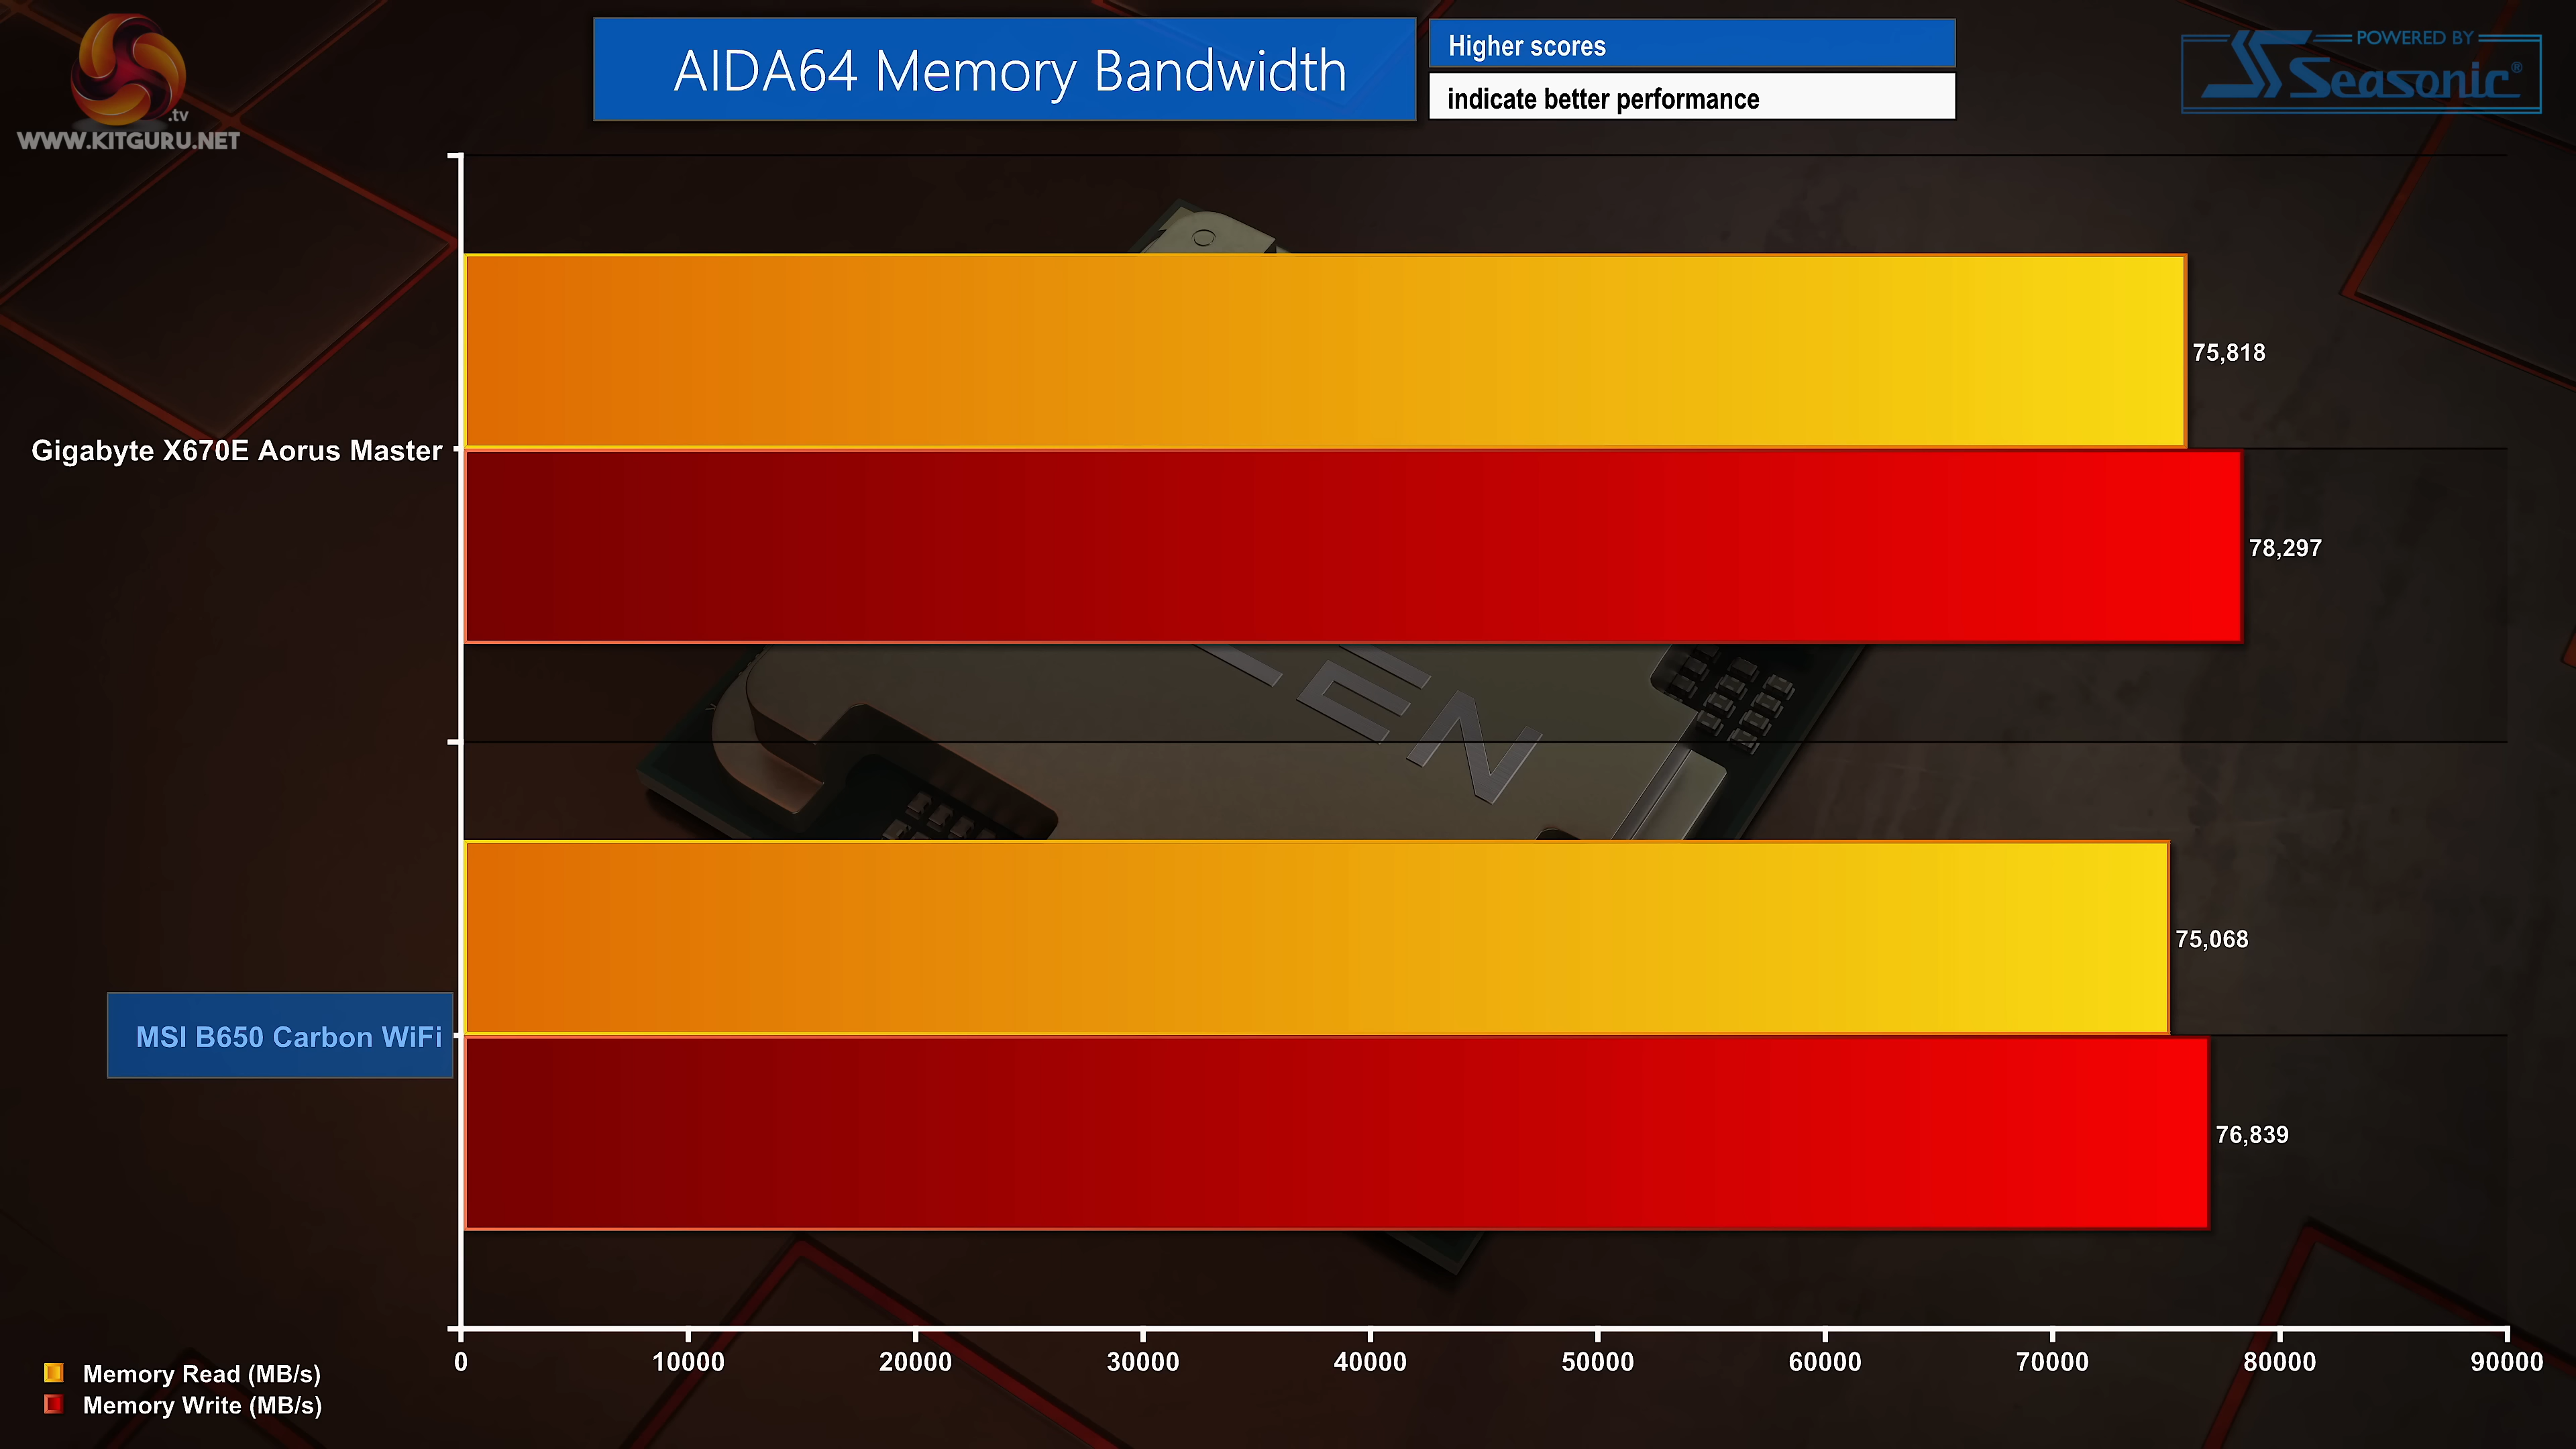 .tv
WWW.KITGURU.NET
AIDA64 Memory Bandwidth
Higher scores
indicate better performance
POWERED BY
Seasonic®
75,818
Gigabyte X670E Aorus Master
78,297
EN
75,068
MSI B650 Carbon WiFi
76,839
0 10000 20000 30000 40000 50000 60000 70000 80000 90000
Memory Read (MB/s)
Memory Write (MB/s)